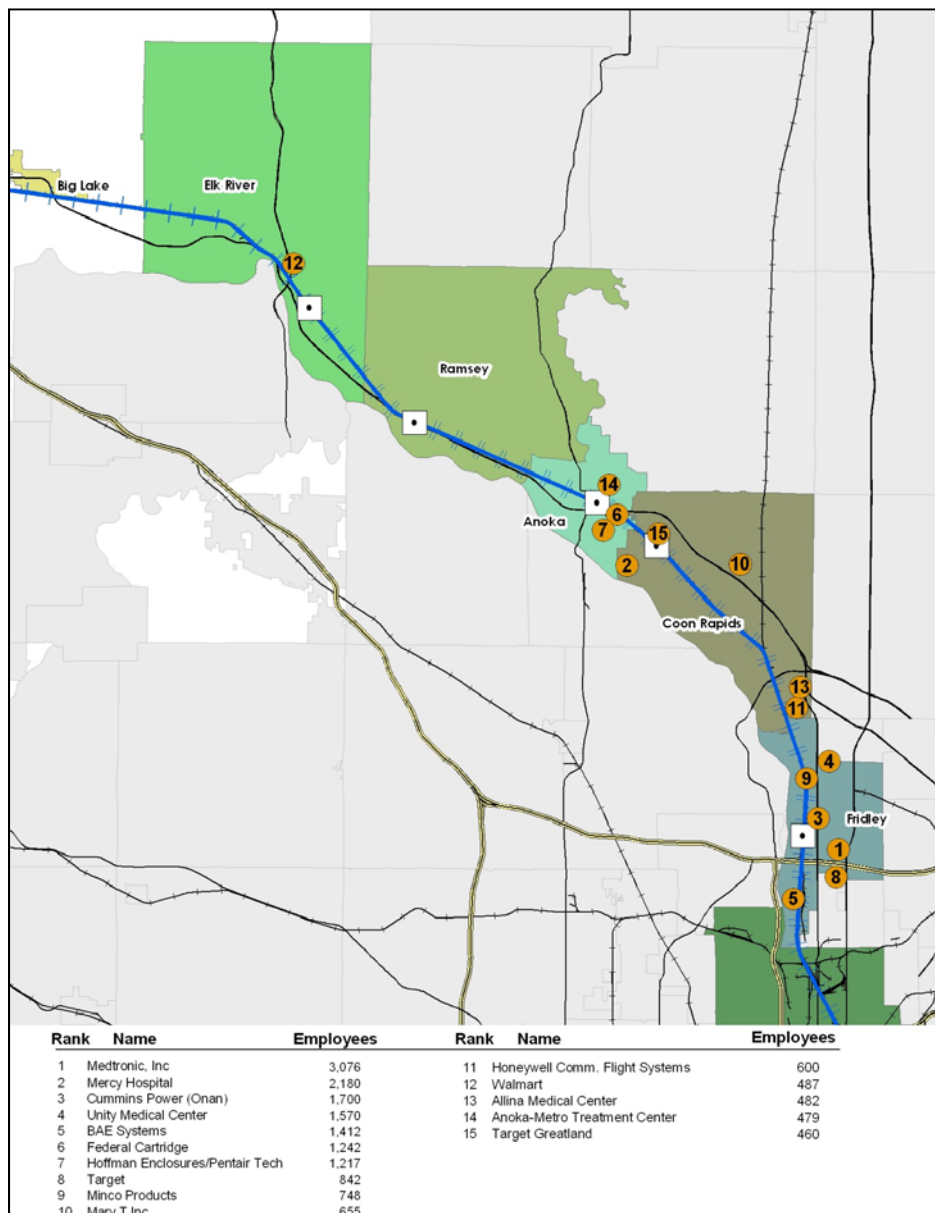 Big Lake
Elk River
12
Ramsey
14
Anoka
6
7
15
2
10
Coon Rapids
13
11
4
9
3
Fridley
1
8
5
Rank Name Employees
1 Medtronic, Inc 3,076
2 Mercy Hospital 2,180
3 Cummins Power (Onan) 1,700
4 Unity Medical Center 1,570
5 BAE Systems 1,412
6 Federal Cartridge 1,242
7 Hoffman Enclosures/Pentair Tech 1,217
8 Target 842
9 Minco Products 748
10 Mary T Inc 655
Rank Name Employees
11 Honeywell Comm. Flight Systems 600
12 Walmart 487
13 Allina Medical Center 482
14 Anoka-Metro Treatment Center 479
15 Target Greatland 460